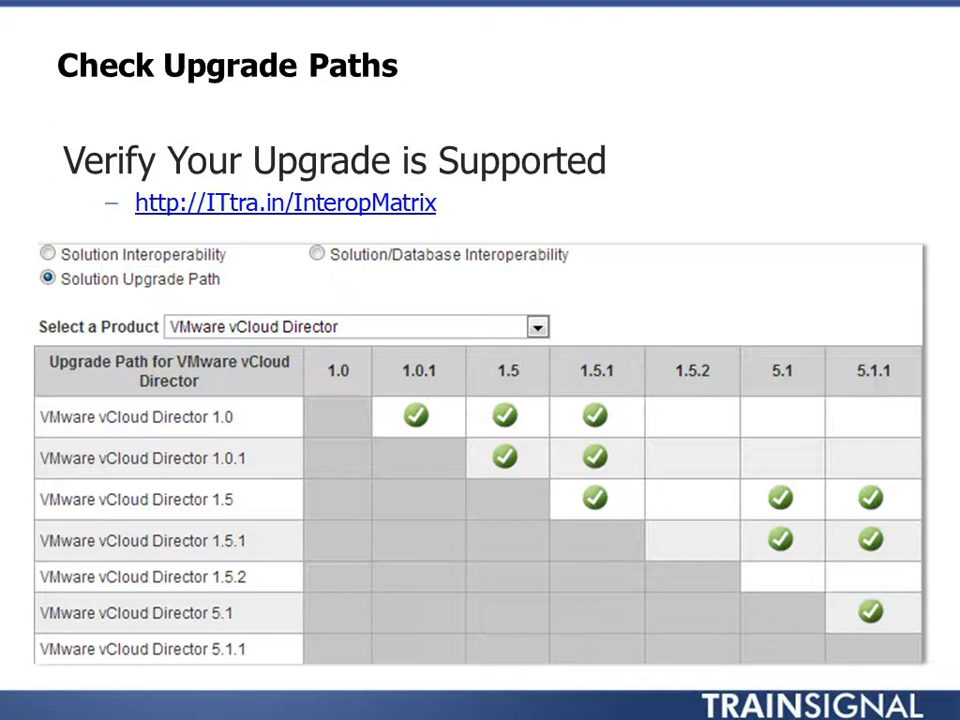 Check Upgrade Paths
Verify Your Upgrade is Supported
– http://ITtra.in/InteropMatrix
Solution Interoperability Solution/Database Interoperability
Solution Upgrade Path
Select a Product VMware vCloud Director
Upgrade Path for VMware vCloud Director 1.0 1.0.1 1.5 1.5.1 1.5.2 5.1 5.1.1
VMware vCloud Director 1.0
VMware vCloud Director 1.0.1
VMware vCloud Director 1.5
VMware vCloud Director 1.5.1
VMware vCloud Director 1.5.2
VMware vCloud Director 5.1
VMware vCloud Director 5.1.1
TRAINSIGNAL